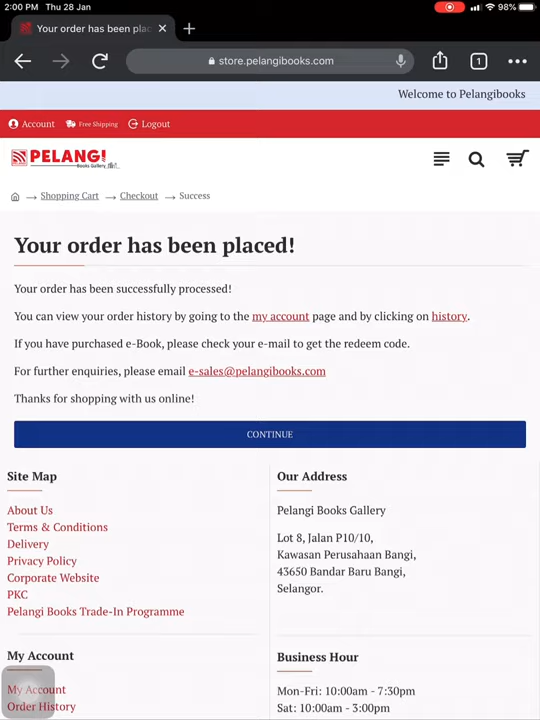 2:00 PM Thu 28 Jan 98%
Your order has been plac
store.pelangibooks.com 1
Welcome to Pelangibooks
Account Free Shipping Logout
PELANGI
Books Gallery
Shopping Cart Checkout Success
Your order has been placed!
Your order has been successfully processed!
You can view your order history by going to the my account page and by clicking on history.
If you have purchased e-Book, please check your e-mail to get the redeem code.
For further enquiries, please email e-sales@pelangibooks.com
Thanks for shopping with us online!
CONTINUE
Site Map
About Us
Terms & Conditions
Delivery
Privacy Policy
Corporate Website
PKC
Pelangi Books Trade-In Programme
Our Address
Pelangi Books Gallery
Lot 8, Jalan P10/10,
Kawasan Perusahaan Bangi,
43650 Bandar Baru Bangi,
Selangor.
My Account
My Account
Order History
Business Hour
Mon-Fri: 10:00am - 7:30pm
Sat: 10:00am - 3:00pm